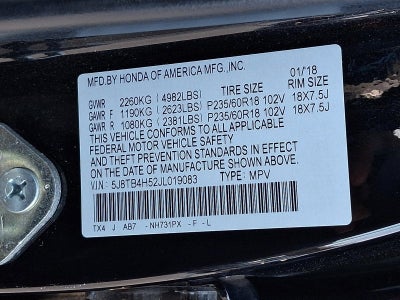 MFD.BY HONDA OF AMERICA MFG.,INC.
01/'18
TIRE SIZE RIM SIZE
GVWR 2260KG (4982LBS)
GAWR F 1190KG (2623LBS) P235/60R18 102V 18X7.5J
GAWR R 1080KG (2381LBS) P235/60R18 102V 18X7.5J
THIS VEHICLE CONFORMS TO ALL APPLICABLE
FEDERAL MOTOR VEHICLE SAFETY
AND THEFT PREVENTION STANDARDS IN EFFECT
ON THE DATE OF MANUFACTURE SHOWN ABOVE.
V.I.N: 5J8TB4H52JL019083 TYPE: MPV
TX4 J AB7 -NH731PX -F -L